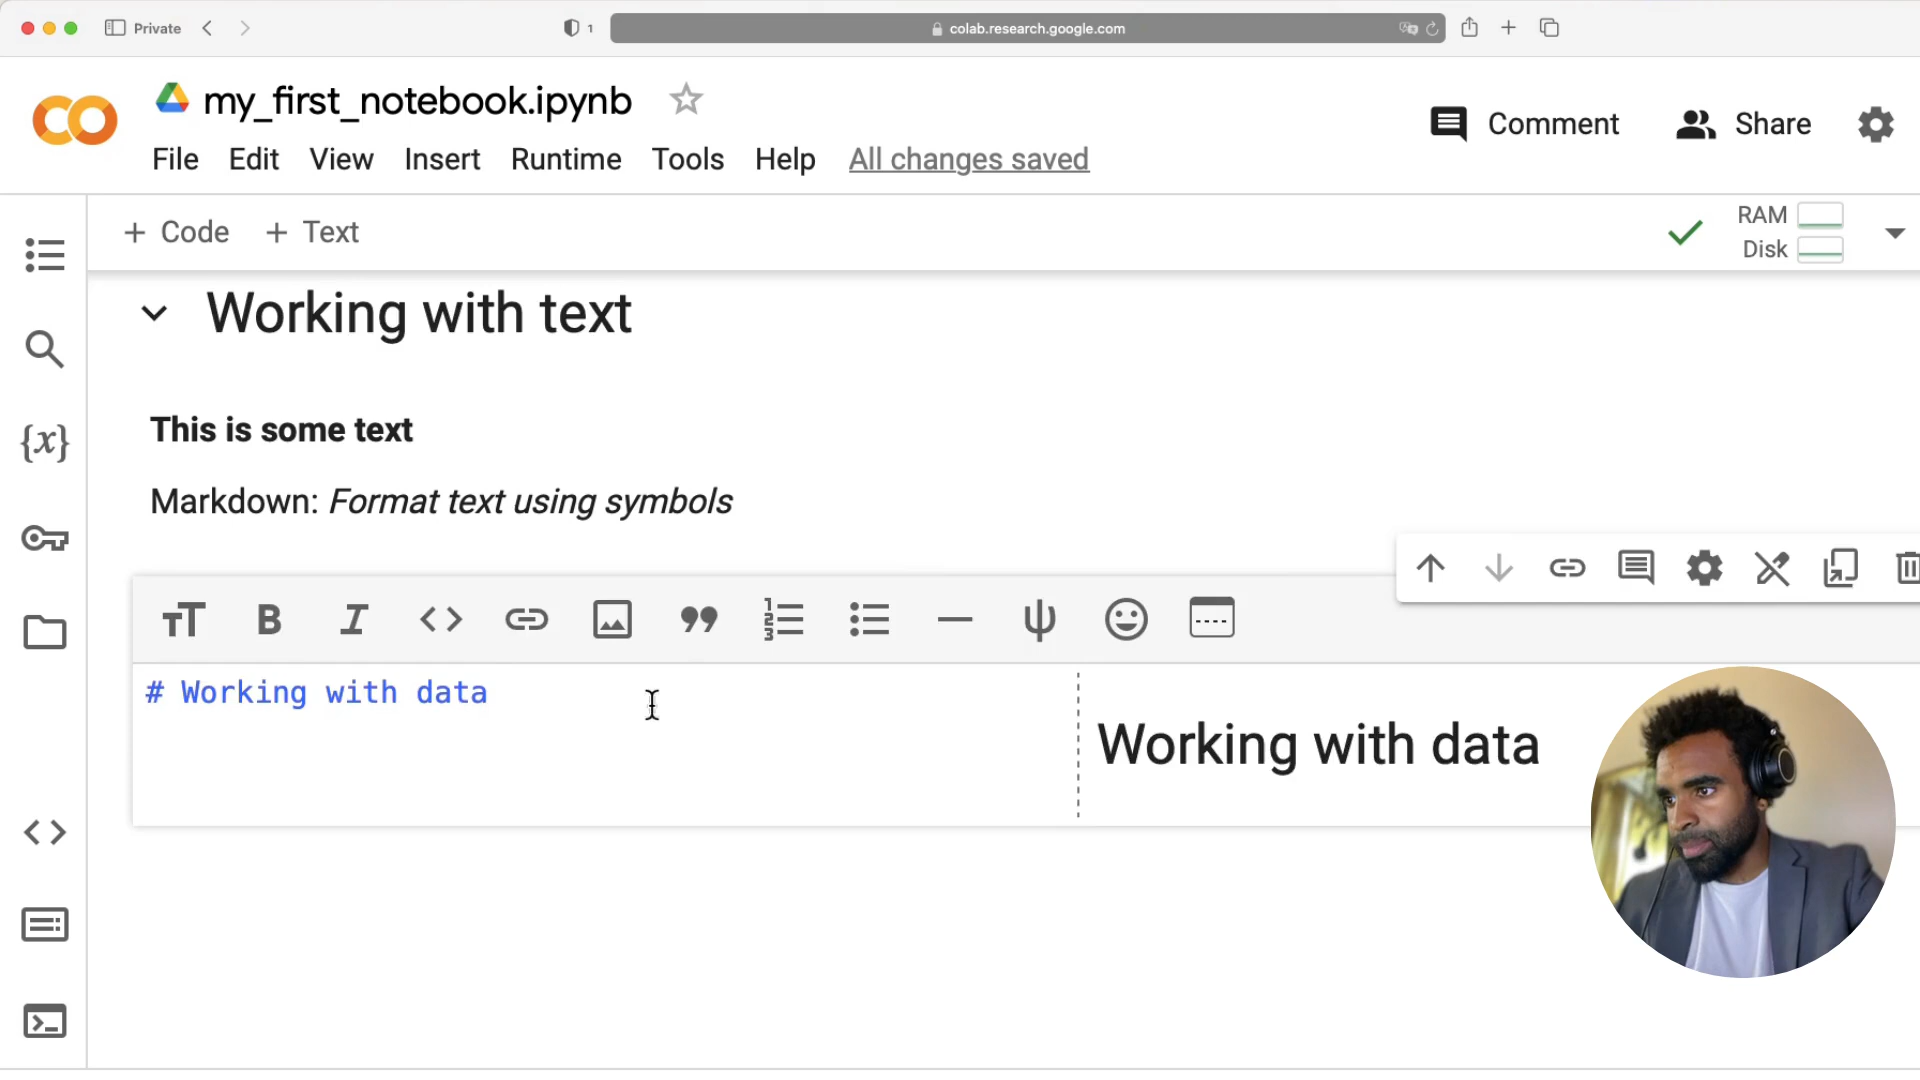 Private
1
colab.research.google.com
my_first_notebook.ipynb
Comment
Share
File Edit View Insert Runtime Tools Help All changes saved
+ Code + Text
RAM
Disk
Working with text
This is some text
Markdown: Format text using symbols
{x}
# Working with data
Working with data